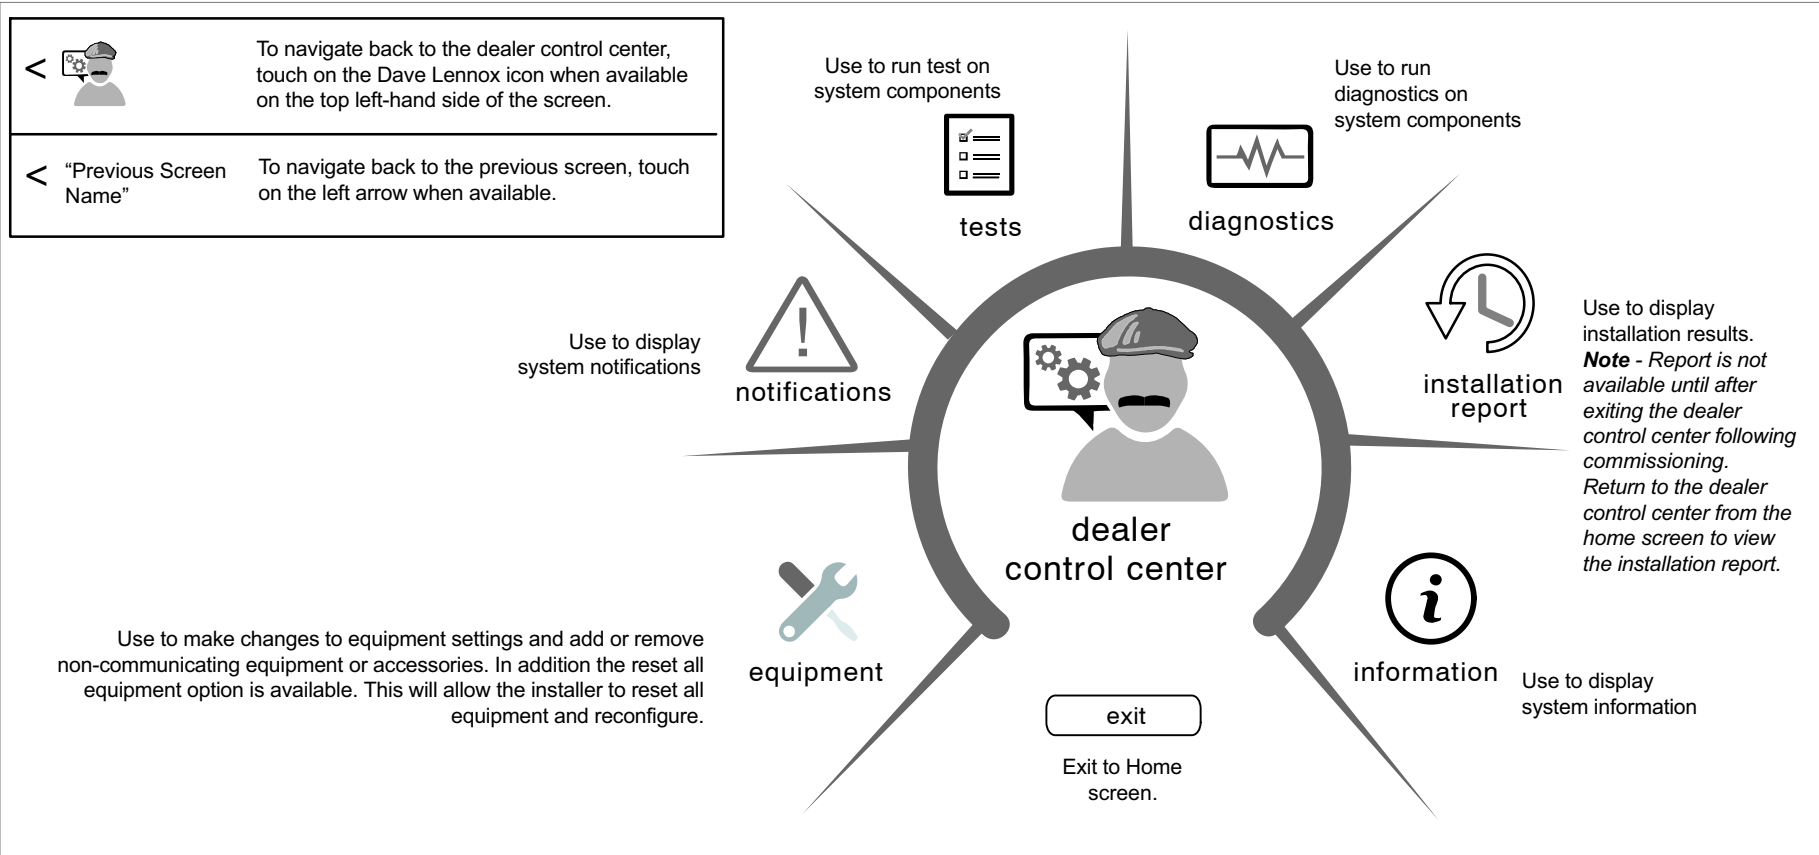 <
To navigate back to the dealer control center,
touch on the Dave Lennox icon when available
on the top left-hand side of the screen.
< “Previous Screen
Name”
To navigate back to the previous screen, touch
on the left arrow when available.
Use to run test on
system components
tests
Use to run
diagnostics on
system components
diagnostics
Use to display
system notifications
!
notifications
installation
report
Use to display
installation results.
Note - Report is not
available until after
exiting the dealer
control center following
commissioning.
Return to the dealer
control center from the
home screen to view
the installation report.
dealer
control center
Use to make changes to equipment settings and add or remove
non-communicating equipment or accessories. In addition the reset all
equipment option is available. This will allow the installer to reset all
equipment and reconfigure.
equipment
i
information
Use to display
system information
exit
Exit to Home
screen.